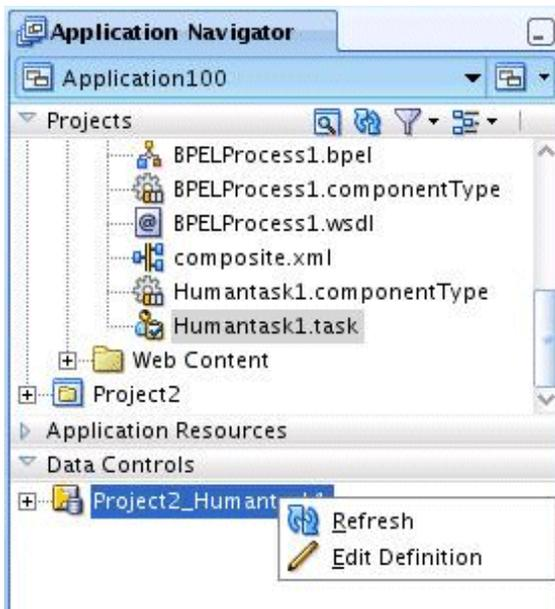 Application Navigator
Application100
Projects
BPELProcess1.bpel
BPELProcess1.componentType
BPELProcess1.wsdl
composite.xml
Humantask1.componentType
Humantask1.task
Web Content
Project2
Application Resources
Data Controls
Refresh
Edit Definition